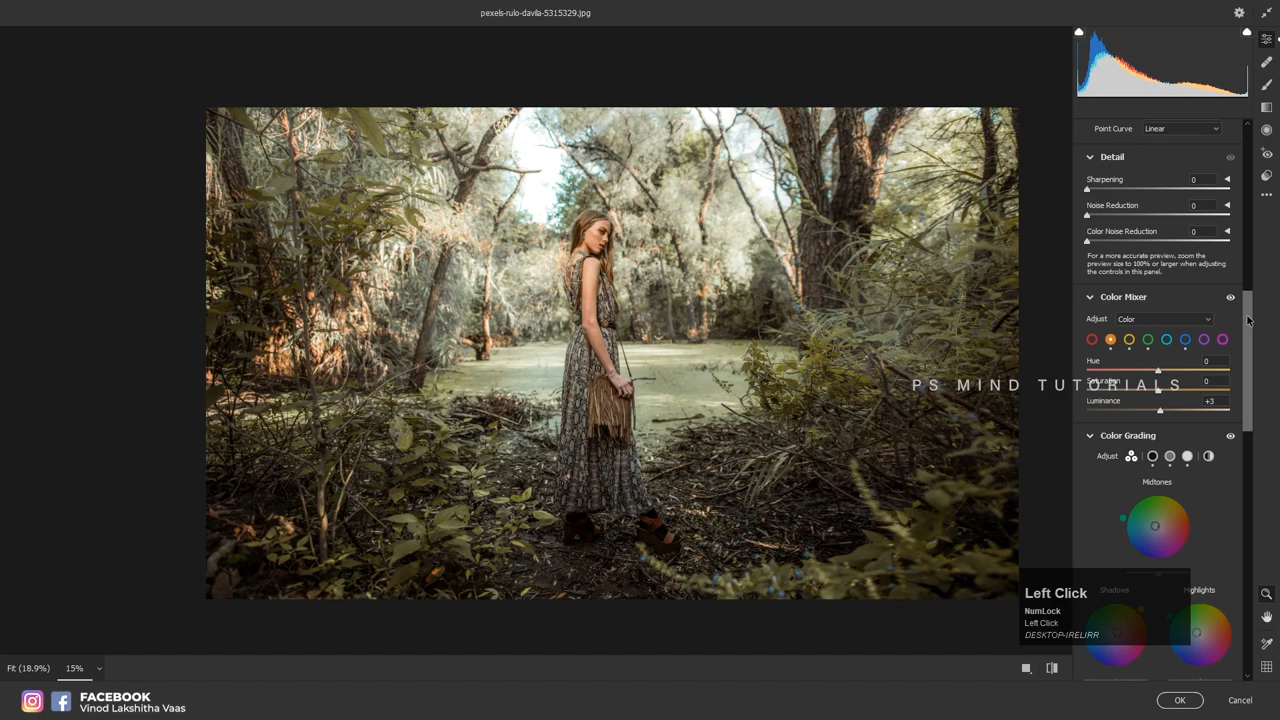 pexels-rulo-davila-5315329.jpg
Point Curve Linear
Detail
Sharpening 0
Noise Reduction 0
Color Noise Reduction 0
For a more accurate preview, zoom the
preview size to 100% or larger when adjusting
the controls in this panel.
Color Mixer
Adjust Color
Hue 0
Saturation 0
PS MIND TUTORIALS
Luminance +3
Color Grading
Adjust
Midtones
Shadows Highlights
Left Click
NumLock
Left Click
DESKTOP-IRELIRR
Fit (18.9%) 15%
FACEBOOK
Vinod Lakshitha Vaas
OK Cancel